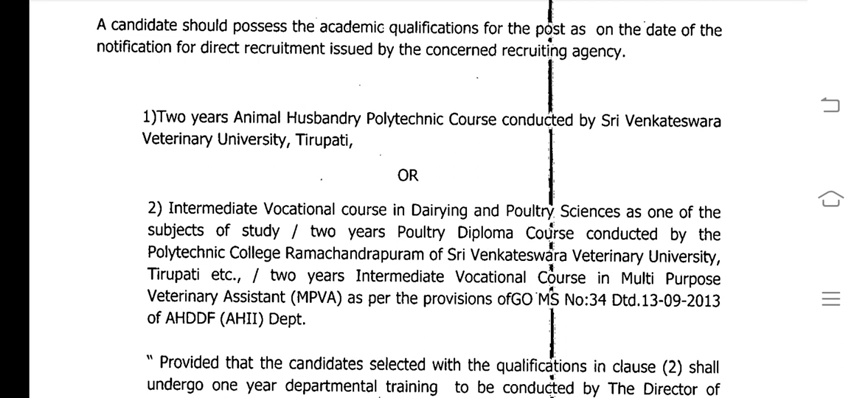 A candidate should possess the academic qualifications for the post as on the date of the
notification for direct recruitment issued by the concerned recruiting agency.
1)Two years Animal Husbandry Polytechnic Course conducted by Sri Venkateswara
Veterinary University, Tirupati,
OR
2) Intermediate Vocational course in Dairying and Poultry Sciences as one of the
subjects of study / two years Poultry Diploma Course conducted by the
Polytechnic College Ramachandrapuram of Sri Venkateswara Veterinary University,
Tirupati etc., / two years Intermediate Vocational Course in Multi Purpose
Veterinary Assistant (MPVA) as per the provisions ofGO MS No:34 Dtd.13-09-2013
of AHDDF (AHII) Dept.
" Provided that the candidates selected with the qualifications in clause (2) shall
undergo one year departmental training to be conducted by The Director of